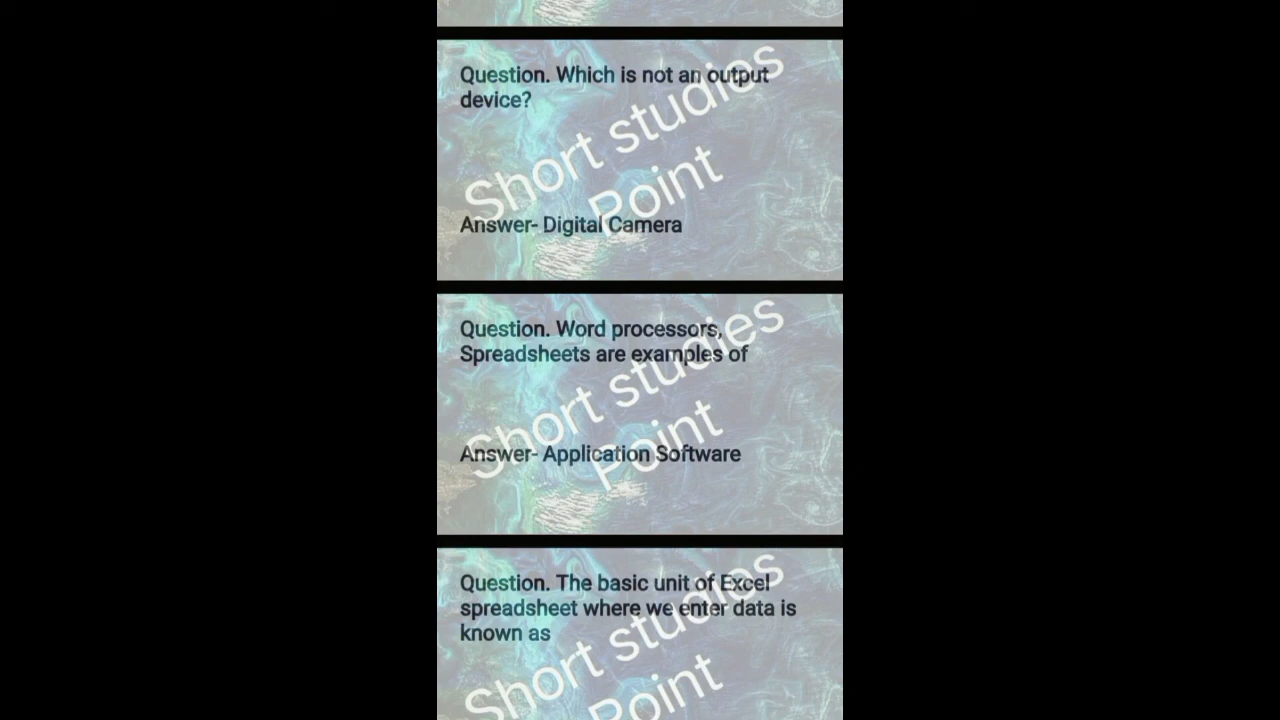 Question. Which is not an output
device?
Short studies
Point
Answer- Digital Camera
Question. Word processors,
Spreadsheets are examples of
Short studies
Point
Answer- Application Software
Question. The basic unit of Excel
spreadsheet where we enter data is
known as
Short studies
Point